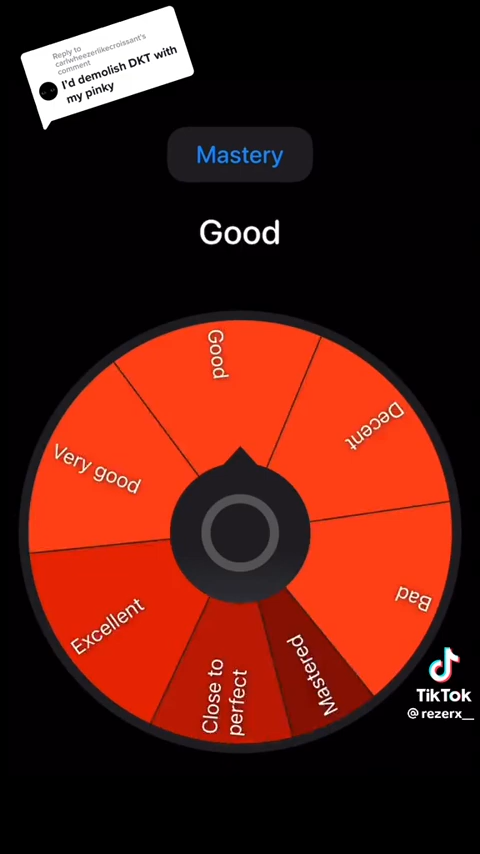 Reply to
carlwheezerlikecroissant's
comment
I'd demolish DKT with
my pinky
Mastery
Good
Good
Decent
Very good
Bad
Excellent
Mastered
Close to
perfect
TikTok
@rezerx__